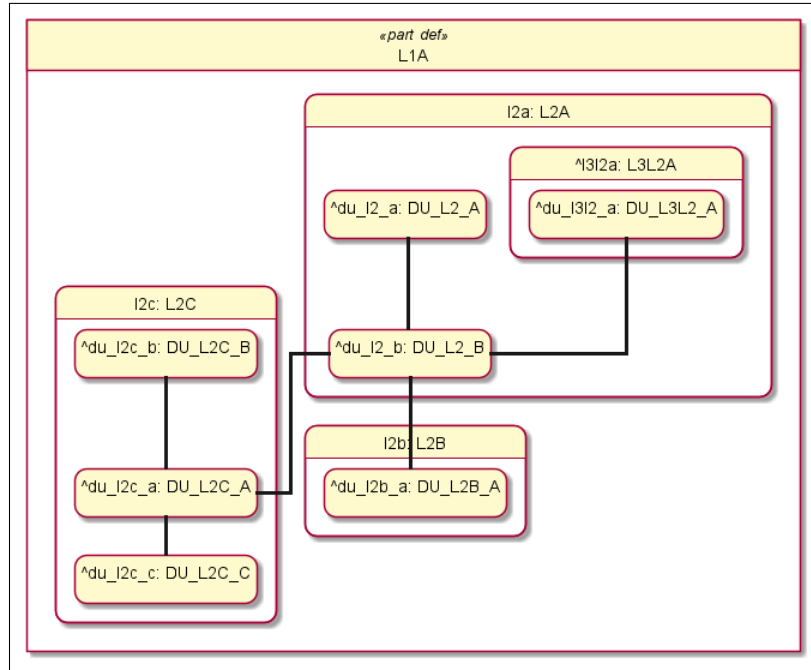 «part def»
L1A
l2a: L2A
^l3l2a: L3L2A
^du_l2_a: DU_L2_A
^du_l3l2_a: DU_L3L2_A
l2c: L2C
^du_l2c_b: DU_L2C_B
^du_l2_b: DU_L2_B
l2b: L2B
^du_l2c_a: DU_L2C_A
^du_l2b_a: DU_L2B_A
^du_l2c_c: DU_L2C_C